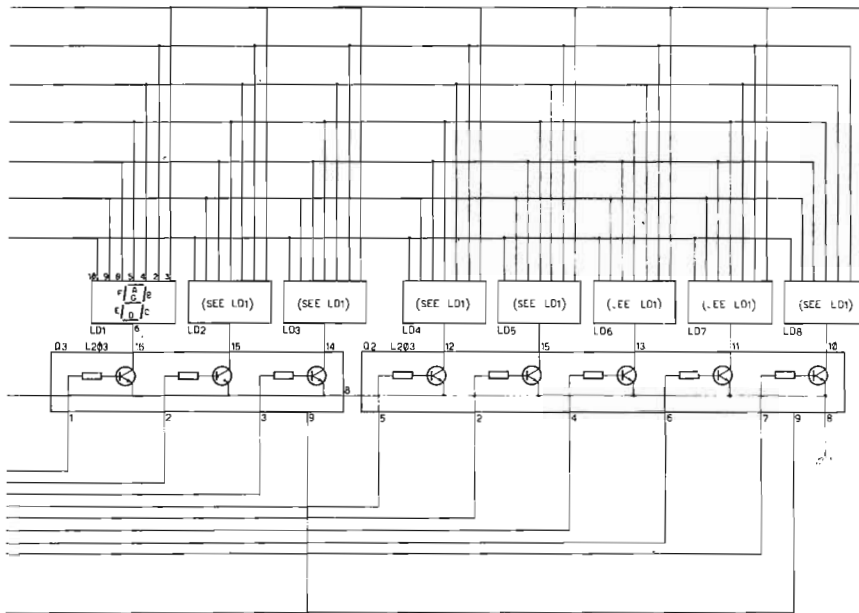 10 9 8 5 4 2 3
A
F G B
E D C
(SEE LD1) (SEE LD1) (SEE LD1) (SEE LD1) (SEE LD1)
LD1 6 LD2 LD3 LD4 LD5 LD6 LD7 LD8
Q3 L203 16 15 14 Q2 L203 12 15 13 11 10
8
1 2 3 9 5 2 4 6 7 9 8